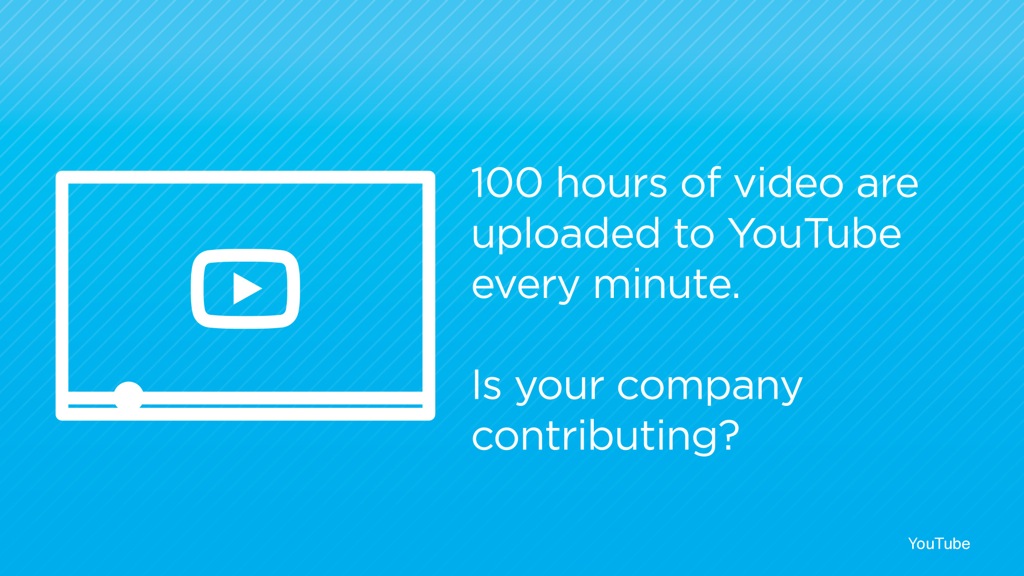 100 hours of video are
uploaded to YouTube
every minute.
Is your company
contributing?
YouTube